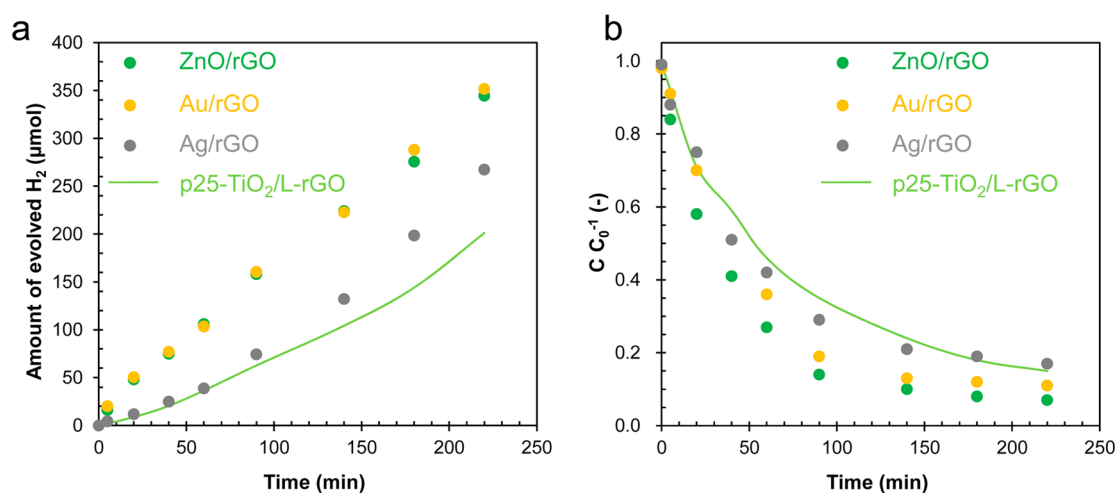 a
400
350
300
250
200
150
100
50
0
0
50
100
150
200
250
Amount of evolved H₂ (µmol)
Time (min)
ZnO/rGO
Au/rGO
Ag/rGO
p25-TiO₂/L-rGO
b
1.0
0.8
0.6
0.4
0.2
0.0
0
50
100
150
200
250
C C₀⁻¹ (-)
Time (min)
ZnO/rGO
Au/rGO
Ag/rGO
p25-TiO₂/L-rGO